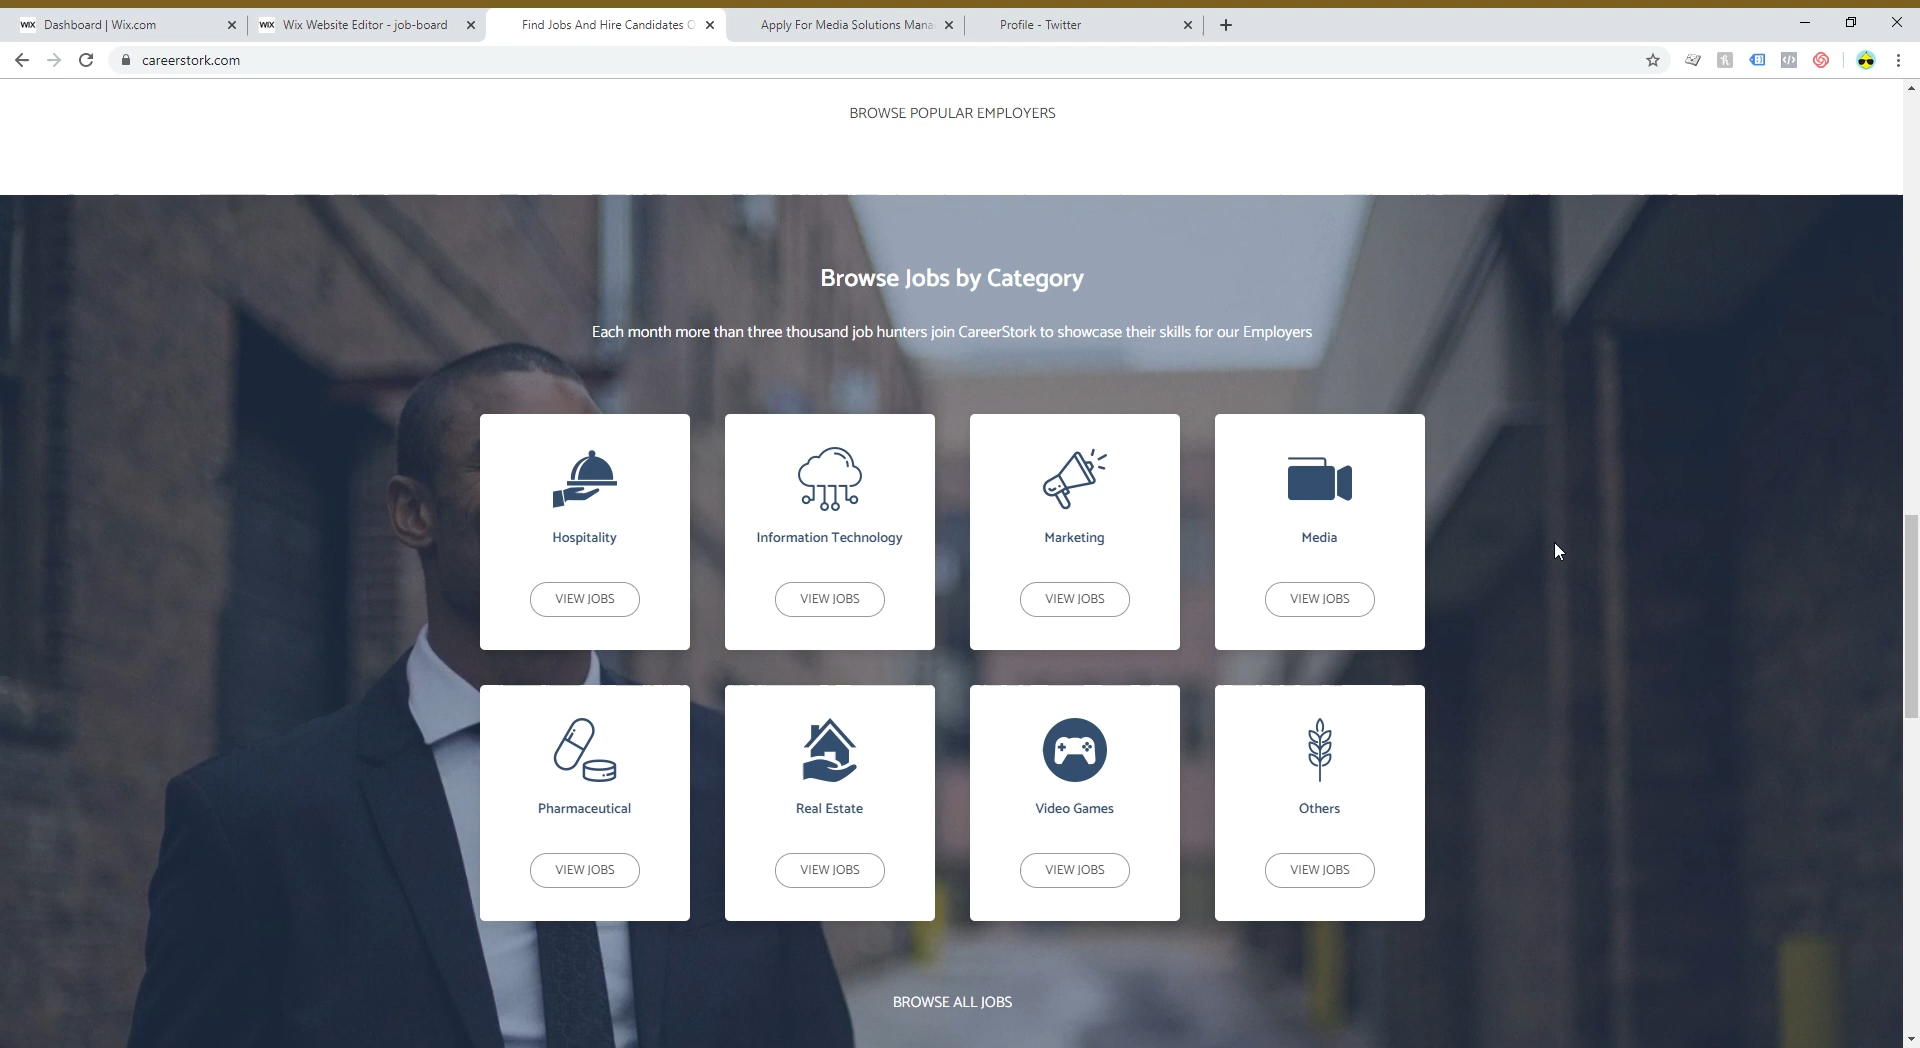 WIX Dashboard | Wix.com
WIX Wix Website Editor - job-board
Find Jobs And Hire Candidates O
Apply For Media Solutions Mana
Profile - Twitter
careerstork.com
BROWSE POPULAR EMPLOYERS
Browse Jobs by Category
Each month more than three thousand job hunters join CareerStork to showcase their skills for our Employers
Hospitality
Information Technology
Marketing
Media
VIEW JOBS
VIEW JOBS
VIEW JOBS
VIEW JOBS
Pharmaceutical
Real Estate
Video Games
Others
VIEW JOBS
VIEW JOBS
VIEW JOBS
VIEW JOBS
BROWSE ALL JOBS